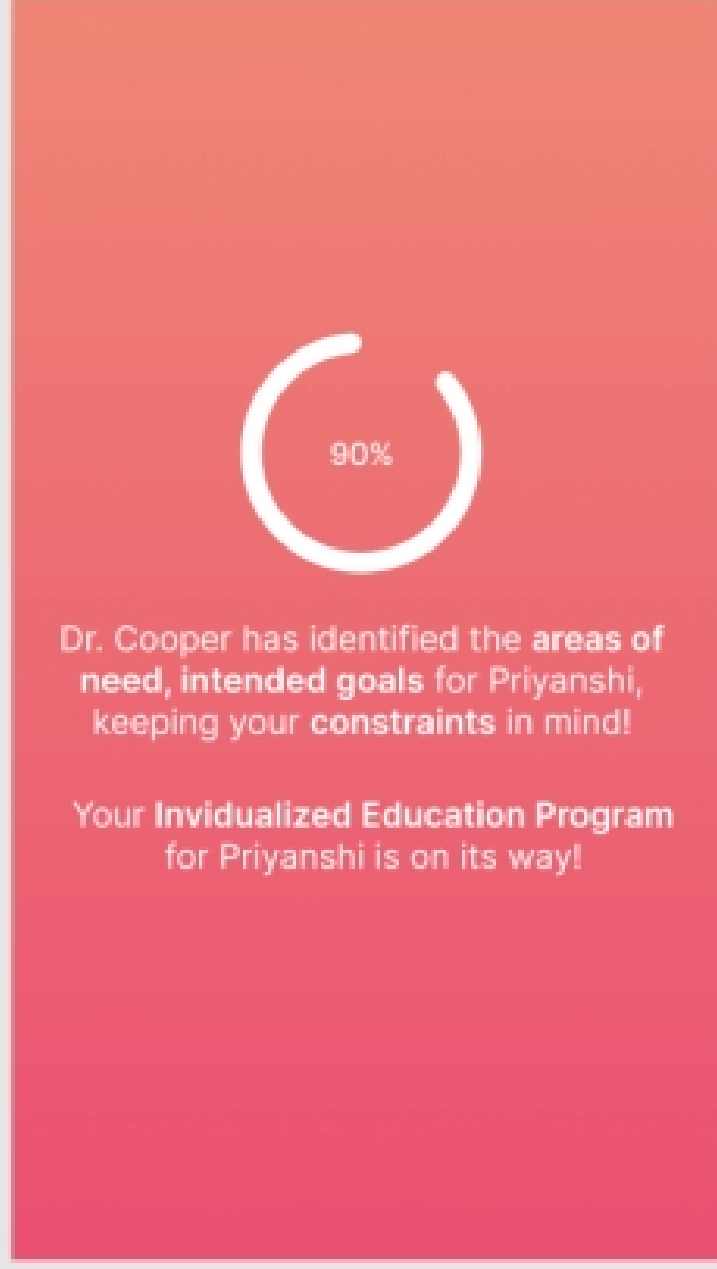 90%
Dr. Cooper has identified the areas of
need, intended goals for Priyanshi,
keeping your constraints in mind!
Your Invidualized Education Program
for Priyanshi is on its way!